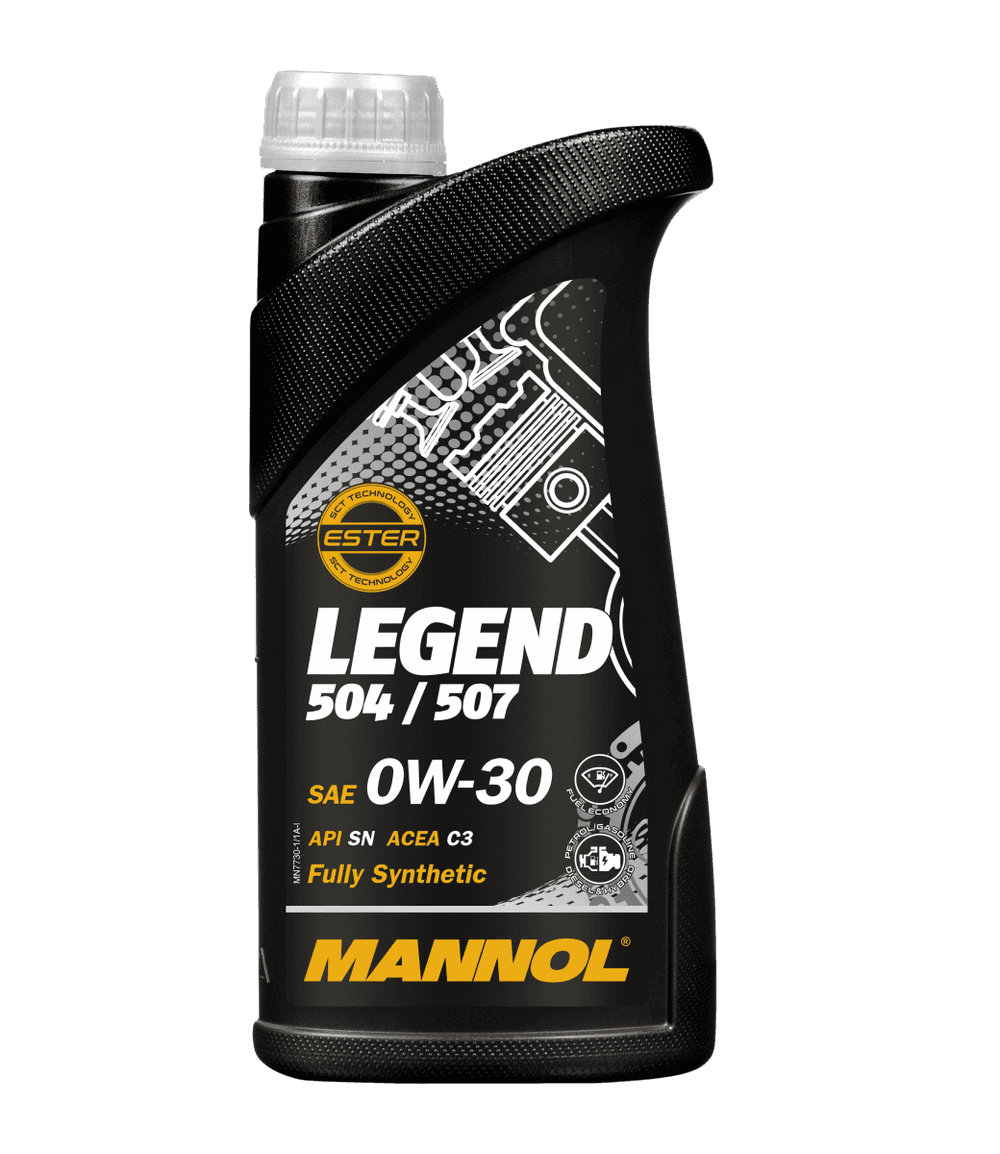 SCT TECHNOLOGY
ESTER
SCT TECHNOLOGY
LEGEND
504 / 507
SAE 0W-30
FUEL ECONOMY
API SN ACEA C3
PETROL/GASOLINE
DIESEL & HYBRID
Fully Synthetic
MN7730-1/1A-I
MANNOL®